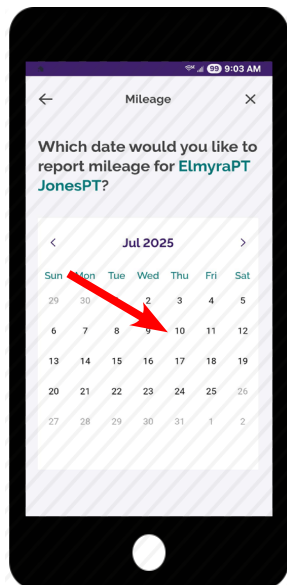 99 9:03 AM
Mileage
Which date would you like to
report mileage for ElmyraPT
JonesPT?
Jul 2025
Sun Mon Tue Wed Thu Fri Sat
29 30 2 3 4 5
6 7 8 9 10 11 12
13 14 15 16 17 18 19
20 21 22 23 24 25 26
27 28 29 30 31 1 2